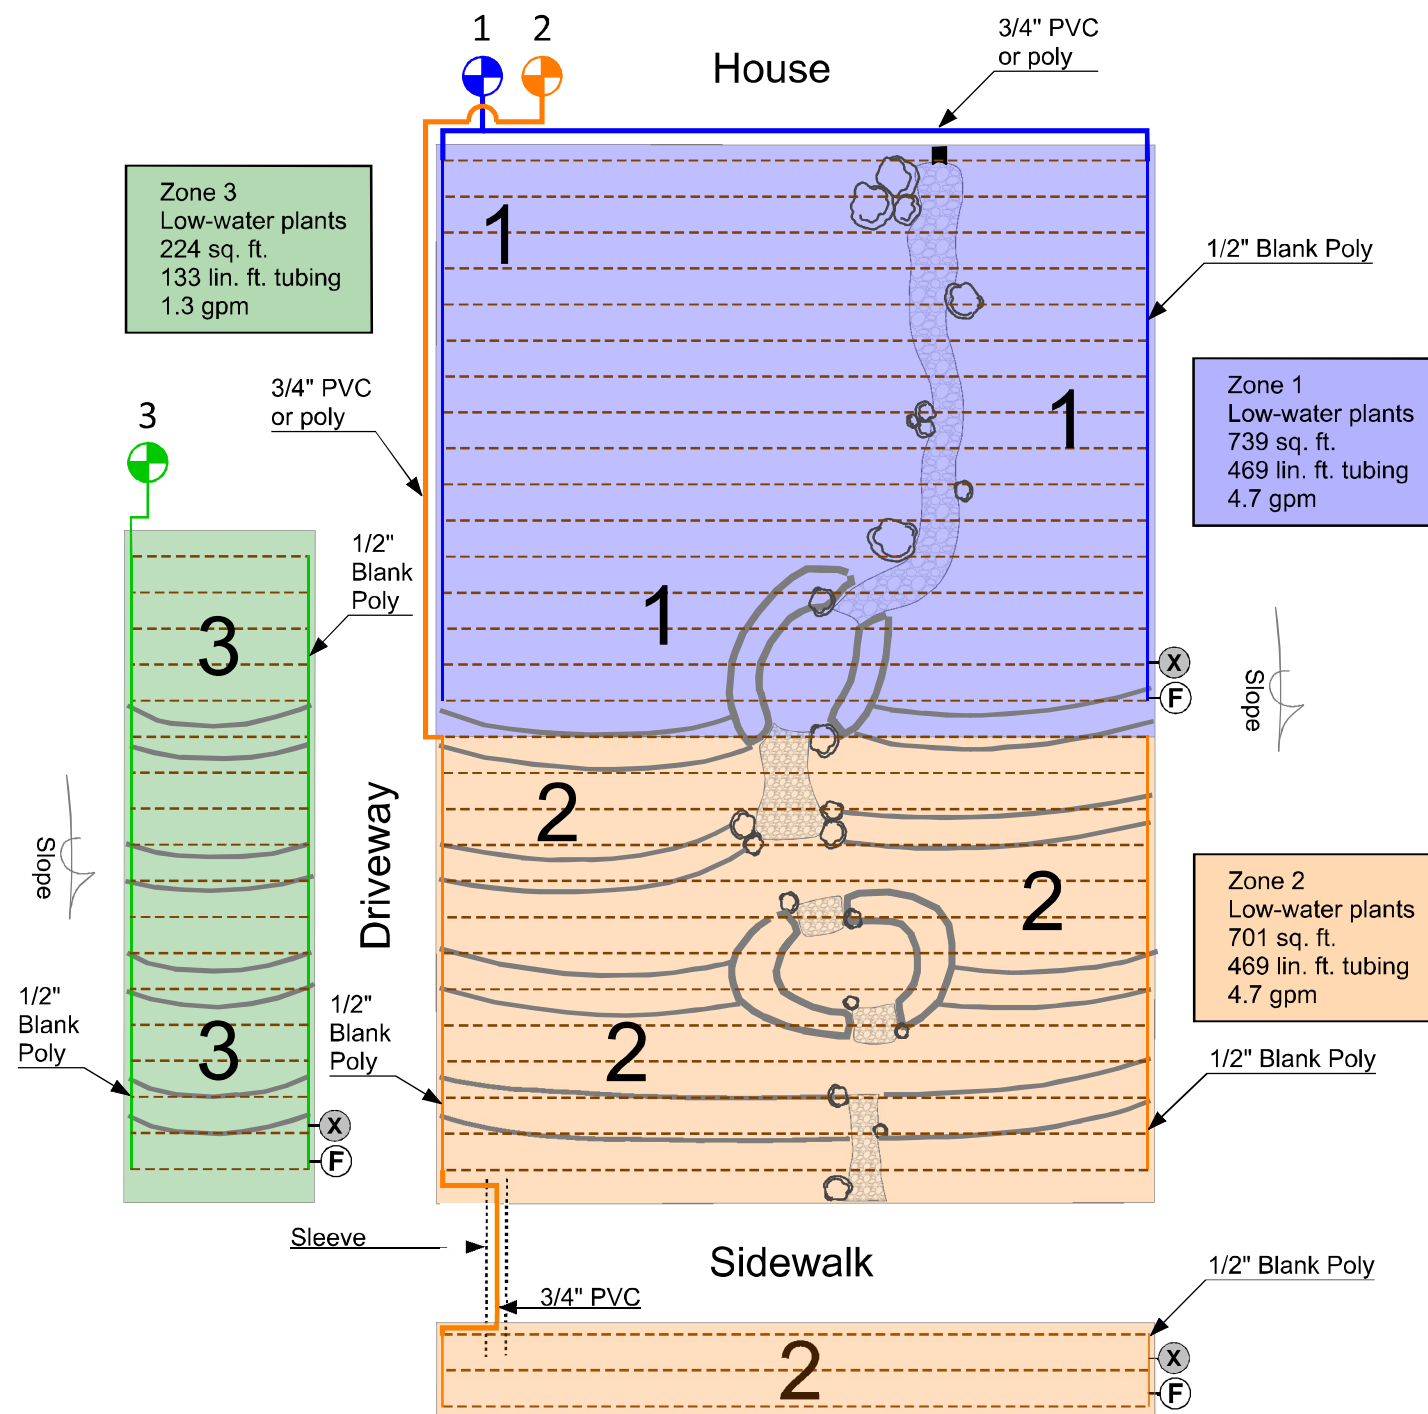 1
2
House
3/4" PVC
or poly
Zone 3
Low-water plants
224 sq. ft.
133 lin. ft. tubing
1.3 gpm
1
1/2" Blank Poly
3/4" PVC
or poly
Zone 1
Low-water plants
739 sq. ft.
469 lin. ft. tubing
4.7 gpm
3
1
1/2"
Blank
Poly
3
1
X
F
Slope
Slope
Driveway
2
2
Zone 2
Low-water plants
701 sq. ft.
469 lin. ft. tubing
4.7 gpm
1/2"
Blank
Poly
3
1/2"
Blank
Poly
2
1/2" Blank Poly
X
F
Sleeve
Sidewalk
3/4" PVC
1/2" Blank Poly
2
X
F